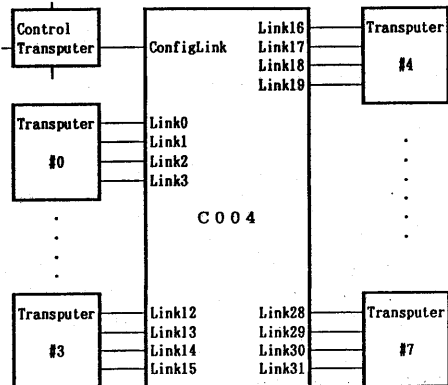 Control
Transputer
ConfigLink
Transputer
#0
Link0
Link1
Link2
Link3
C004
Transputer
#3
Link12
Link13
Link14
Link15
Link16
Link17
Link18
Link19
Transputer
#4
Link28
Link29
Link30
Link31
Transputer
#7